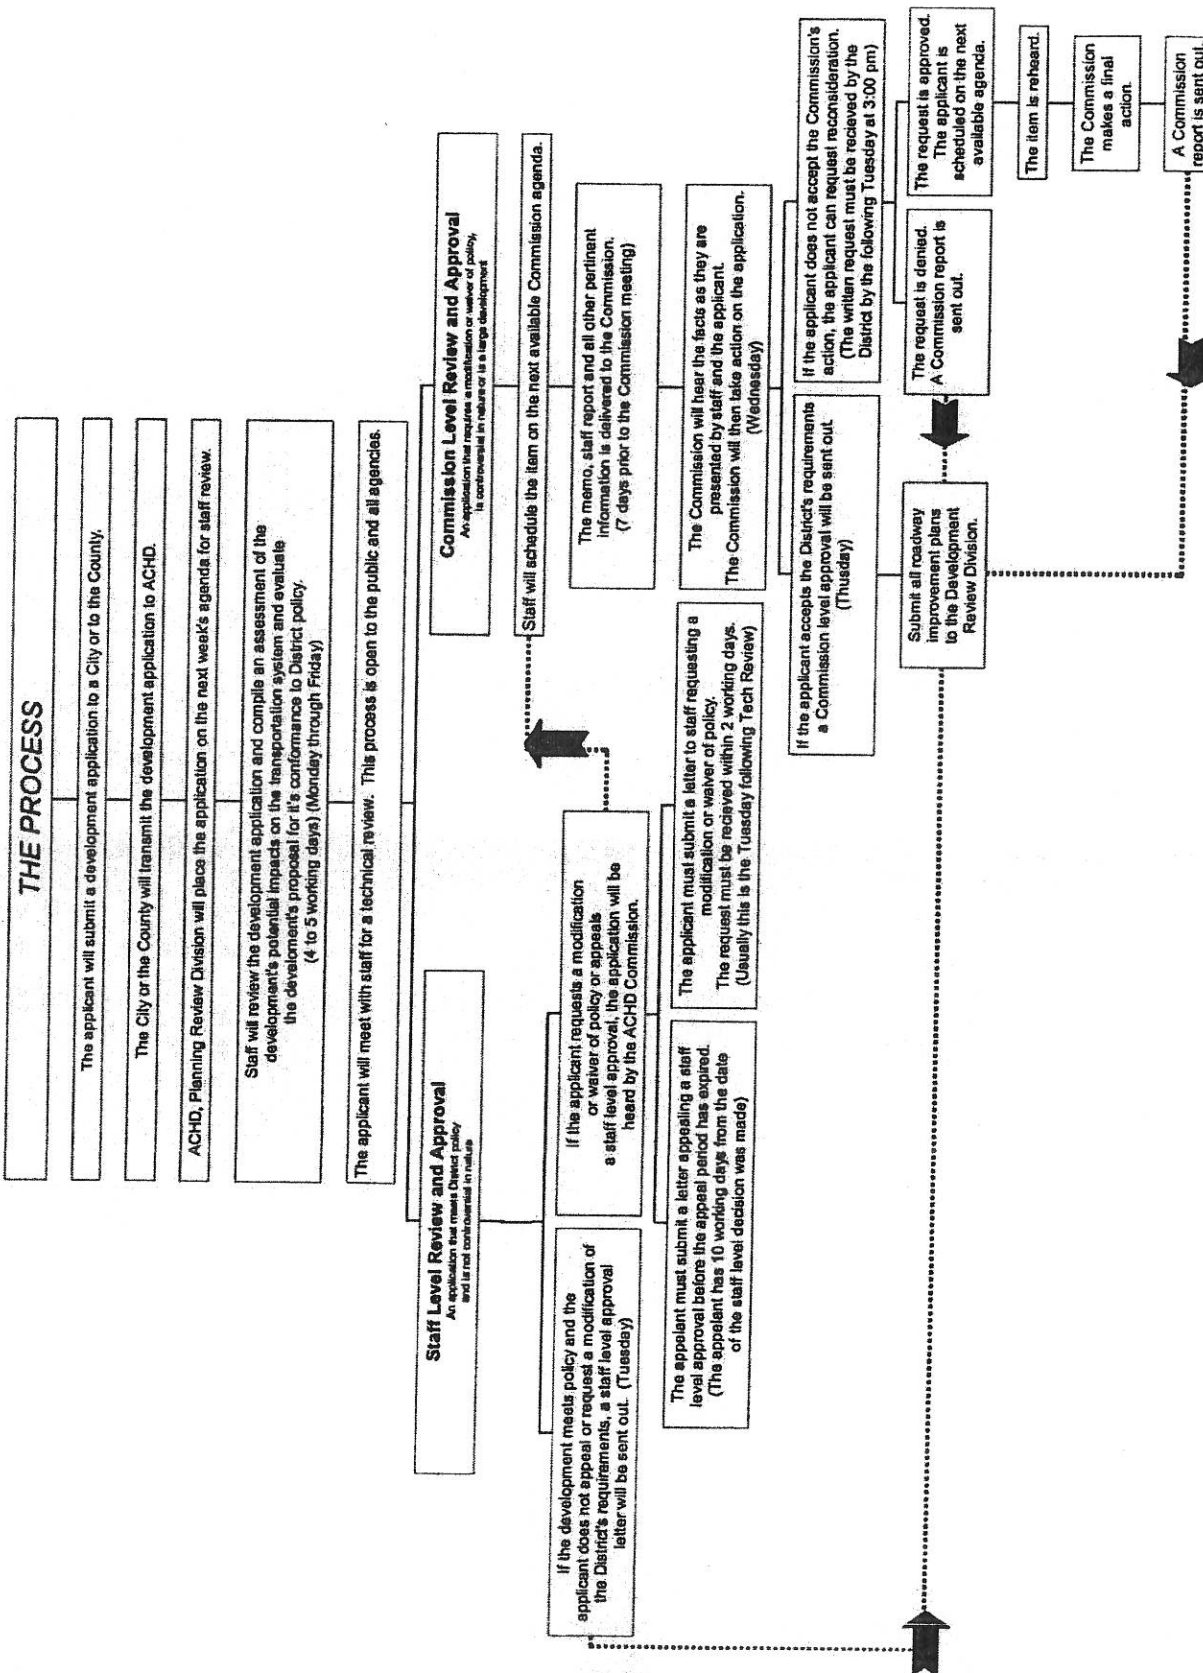 THE PROCESS
The applicant will submit a development application to a City or to the County.
The City or the County will transmit the development application to ACHD.
ACHD, Planning Review Division will place the application on the next week's agenda for staff review.
Staff will review the development application and compile an assessment of the
development's potential impacts on the transportation system and evaluate
the development's proposal for it's conformance to District policy.
(4 to 5 working days) (Monday through Friday)
The applicant will meet with staff for a technical review. This process is open to the public and all agencies.
Staff Level Review and Approval
An application that meets District policy
and is not controversial in nature
Commission Level Review and Approval
An application that requires a modification or waiver of policy,
is controversial in nature or is a large development
If the development meets policy and the
applicant does not appeal or request a modification of
the District's requirements, a staff level approval
letter will be sent out. (Tuesday)
If the applicant requests a modification
or waiver of policy or appeals
a staff level approval, the application will be
heard by the ACHD Commission.
Staff will schedule the item on the next available Commission agenda.
The memo, staff report and all other pertinent
information is delivered to the Commission.
(7 days prior to the Commission meeting)
The appelant must submit a letter appealing a staff
level approval before the appeal period has expired.
(The appelant has 10 working days from the date
of the staff level decision was made)
The applicant must submit a letter to staff requesting a
modification or waiver of policy.
The request must be recieved within 2 working days.
(Usually this is the Tuesday following Tech Review)
The Commission will hear the facts as they are
presented by staff and the applicant.
The Commission will then take action on the application.
(Wednesday)
If the applicant accepts the District's requirements
a Commission level approval will be sent out.
(Thusday)
If the applicant does not accept the Commission's
action, the applicant can request reconsideration.
(The written request must be recieved by the
District by the following Tuesday at 3:00 pm)
Submit all roadway
improvement plans
to the Development
Review Division.
The request is denied.
A Commission report is
sent out.
The request is approved.
The applicant is
scheduled on the next
available agenda.
The item is reheard.
The Commission
makes a final
action.
A Commission
report is sent out.